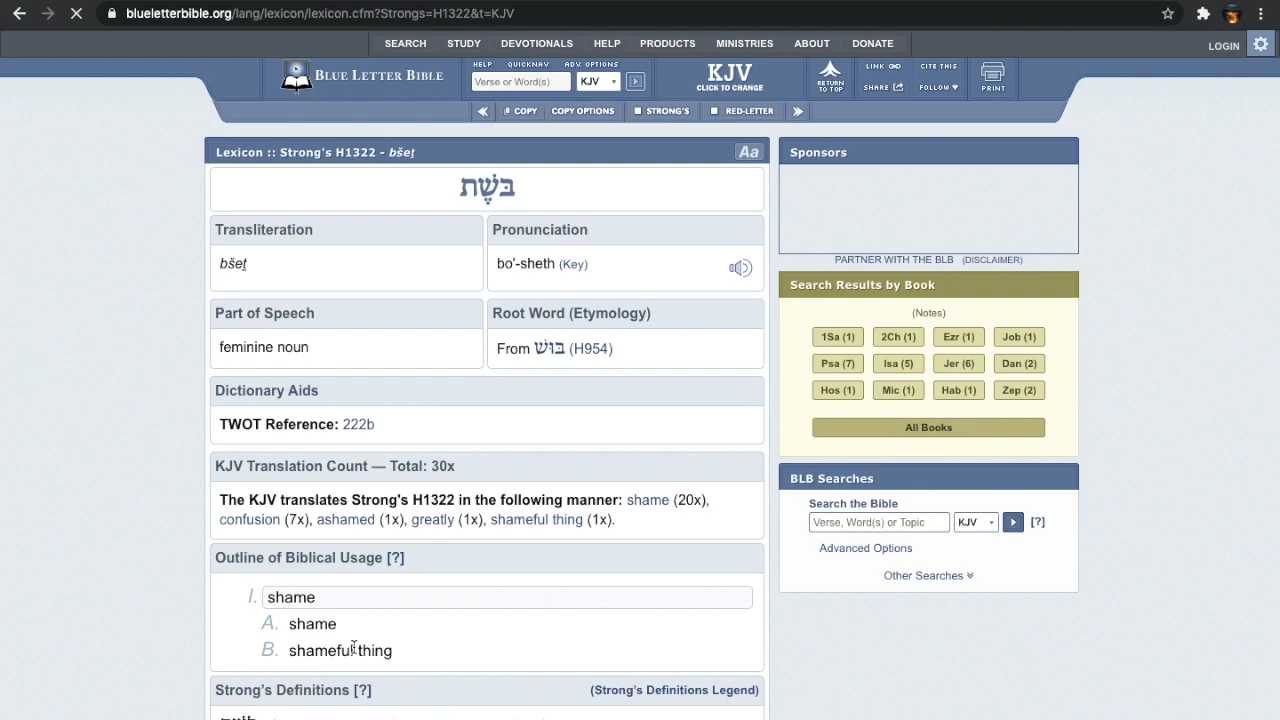 blueletterbible.org/lang/lexicon/lexicon.cfm?Strongs=H1322&t=KJV
SEARCH STUDY DEVOTIONALS HELP PRODUCTS MINISTRIES ABOUT DONATE
LOGIN
BLUE LETTER BIBLE
HELP QUICKNAV ADV. OPTIONS
Verse or Word(s) KJV
KJV
CLICK TO CHANGE
RETURN
TO TOP
LINK CITE THIS
SHARE FOLLOW
PRINT
COPY COPY OPTIONS STRONG'S RED-LETTER
Lexicon :: Strong's H1322 - bšeṯ
Aa
בֹּשֶׁת
Transliteration
bšeṯ
Pronunciation
bo'-sheth (Key)
Part of Speech
feminine noun
Root Word (Etymology)
From בּוּשׁ (H954)
Dictionary Aids
TWOT Reference: 222b
KJV Translation Count — Total: 30x
The KJV translates Strong's H1322 in the following manner: shame (20x),
confusion (7x), ashamed (1x), greatly (1x), shameful thing (1x).
Outline of Biblical Usage [?]
I. shame
A. shame
B. shameful thing
Strong's Definitions [?] (Strong's Definitions Legend)
Sponsors
PARTNER WITH THE BLB (DISCLAIMER)
Search Results by Book
(Notes)
1Sa (1) 2Ch (1) Ezr (1) Job (1)
Psa (7) Isa (5) Jer (6) Dan (2)
Hos (1) Mic (1) Hab (1) Zep (2)
All Books
BLB Searches
Search the Bible
Verse, Word(s) or Topic KJV [?]
Advanced Options
Other Searches